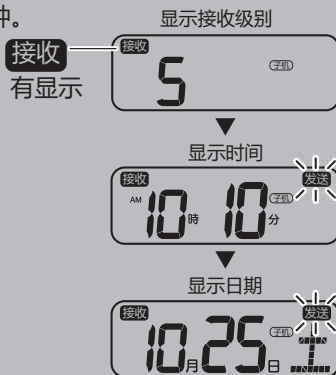 钟。
显示接收级别
接收
有显示
接收
5
子机
显示时间
接收
发送
AM 10 時 10 分
子机
显示日期
接收
发送
10 月 25 日
子机